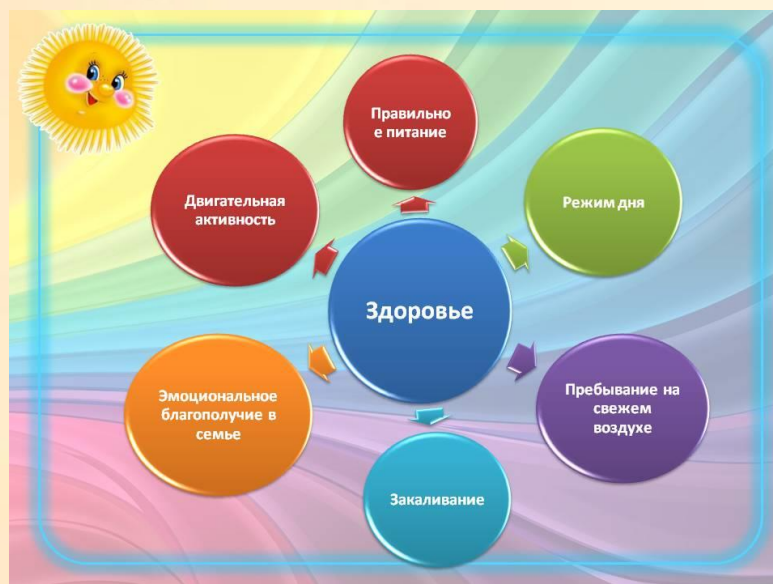 Правильно
е питание
Режим дня
Двигательная
активность
Здоровье
Пребывание на
свежем
воздухе
Эмоциональное
благополучие в
семье
Закаливание